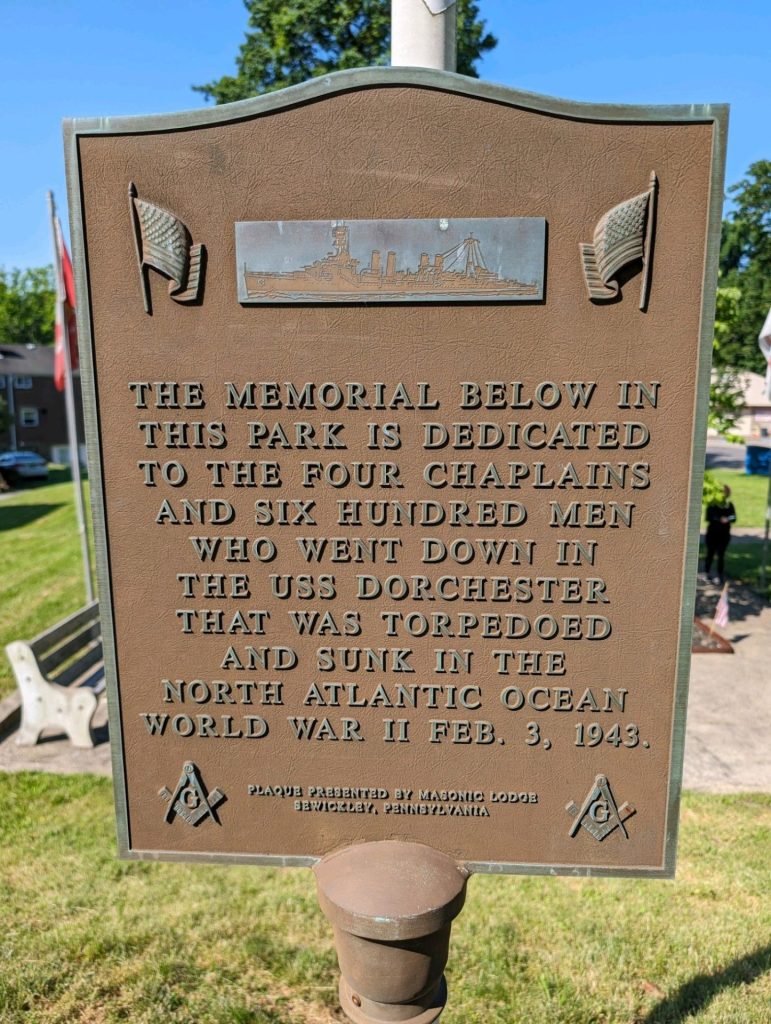 THE MEMORIAL BELOW IN
THIS PARK IS DEDICATED
TO THE FOUR CHAPLAINS
AND SIX HUNDRED MEN
WHO WENT DOWN IN
THE USS DORCHESTER
THAT WAS TORPEDOED
AND SUNK IN THE
NORTH ATLANTIC OCEAN
WORLD WAR II FEB. 3, 1943.
PLAQUE PRESENTED BY MASONIC LODGE
SEWICKLEY, PENNSYLVANIA
G
G